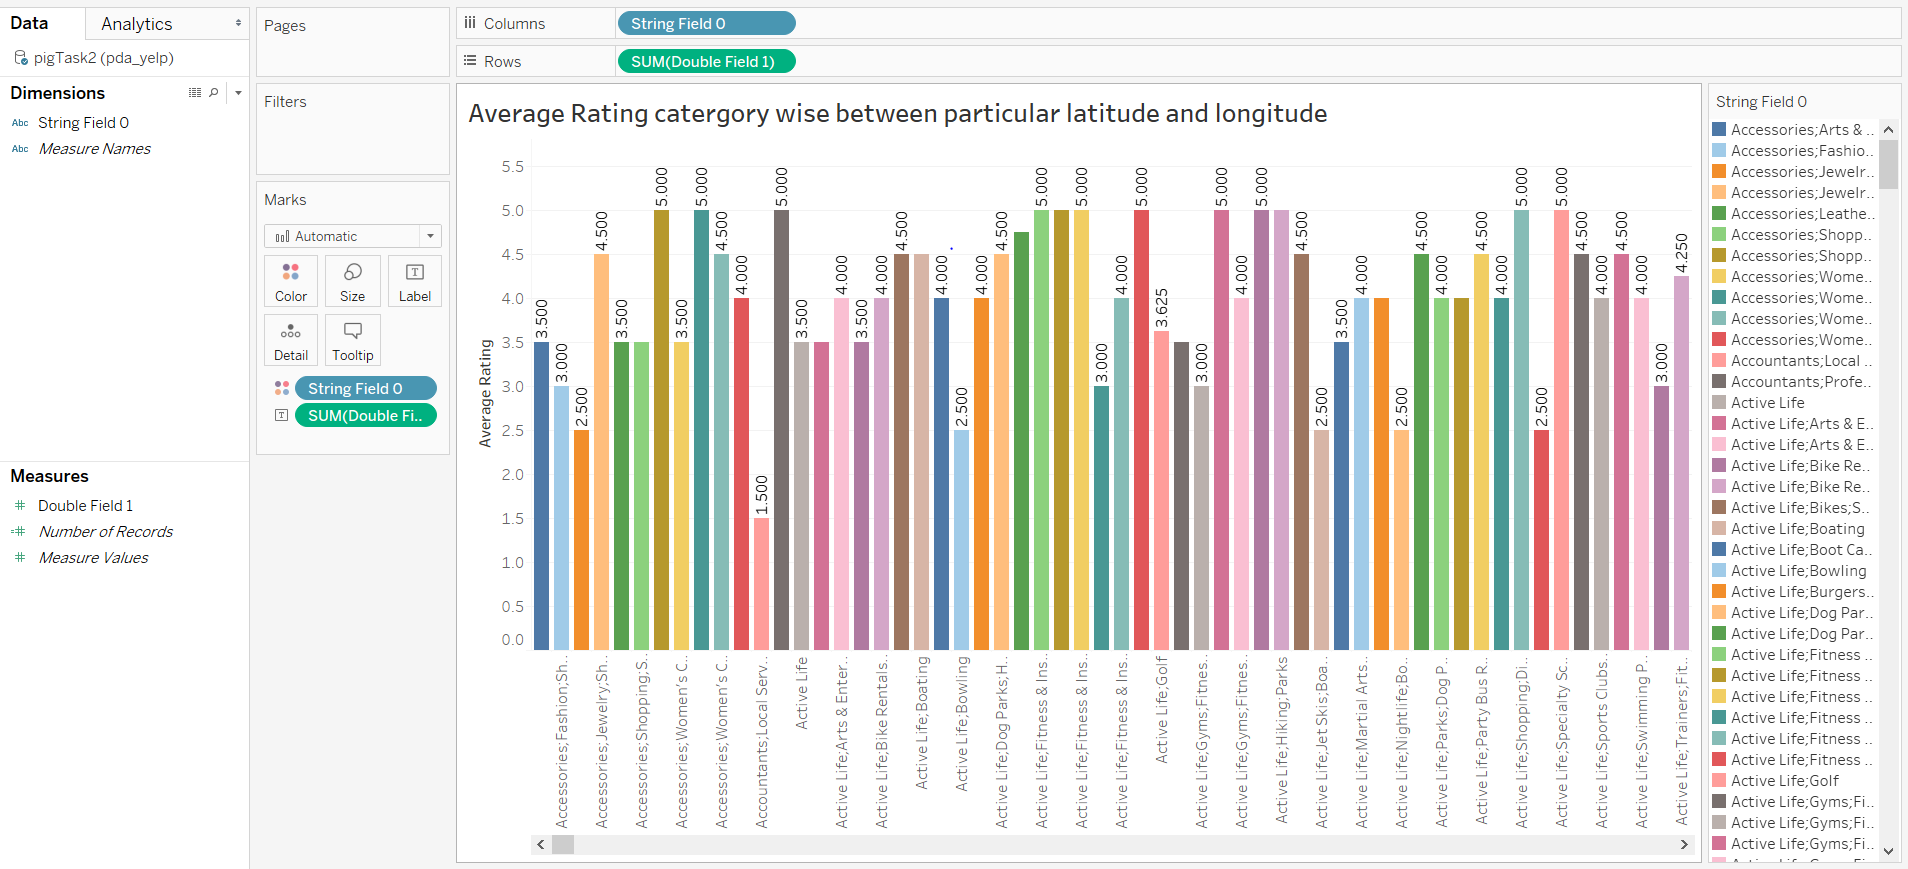 Data
Analytics
pigTask2 (pda_yelp)
Dimensions
Abc String Field 0
Abc Measure Names
Measures
Double Field 1
Number of Records
Measure Values
Pages
Filters
Marks
Automatic
Color
Size
Label
Detail
Tooltip
String Field 0
SUM(Double Fi..
Columns
String Field 0
Rows
SUM(Double Field 1)
Average Rating catergory wise between particular latitude and longitude
Average Rating
5.5
5.0
4.5
4.0
3.5
3.0
2.5
2.0
1.5
1.0
0.5
0.0
3.500
3.000
2.500
4.500
3.500
5.000
3.500
5.000
4.500
4.000
1.500
5.000
3.500
4.000
3.500
4.000
4.500
4.000
2.500
4.000
4.500
5.000
5.000
3.000
4.000
5.000
3.625
3.000
5.000
4.000
5.000
4.500
2.500
3.500
4.000
2.500
4.500
4.000
4.500
4.000
5.000
2.500
5.000
4.500
4.000
4.500
4.000
3.000
4.250
Accessories;Fashion;Sh..
Accessories;Jewelry;Sh..
Accessories;Shopping;S..
Accessories;Women's C..
Accessories;Women's C..
Accountants;Local Serv..
Active Life
Active Life;Arts & Enter..
Active Life;Bike Rentals..
Active Life;Boating
Active Life;Bowling
Active Life;Dog Parks;H..
Active Life;Fitness & Ins..
Active Life;Fitness & Ins..
Active Life;Fitness & Ins..
Active Life;Golf
Active Life;Gyms;Fitnes..
Active Life;Gyms;Fitnes..
Active Life;Hiking;Parks
Active Life;Jet Skis;Boa..
Active Life;Martial Arts..
Active Life;Nightlife;Bo..
Active Life;Parks;Dog P..
Active Life;Party Bus R..
Active Life;Shopping;Di..
Active Life;Specialty Sc..
Active Life;Sports Clubs..
Active Life;Swimming P..
Active Life;Trainers;Fit..
String Field 0
Accessories;Arts & ..
Accessories;Fashio..
Accessories;Jewelr..
Accessories;Jewelr..
Accessories;Leathe..
Accessories;Shopp..
Accessories;Shopp..
Accessories;Wome..
Accessories;Wome..
Accessories;Wome..
Accessories;Wome..
Accountants;Local ..
Accountants;Profe..
Active Life
Active Life;Arts & E..
Active Life;Arts & E..
Active Life;Bike Re..
Active Life;Bike Re..
Active Life;Bikes;S..
Active Life;Boating
Active Life;Boot Ca..
Active Life;Bowling
Active Life;Burgers..
Active Life;Dog Par..
Active Life;Dog Par..
Active Life;Fitness ..
Active Life;Fitness ..
Active Life;Fitness ..
Active Life;Fitness ..
Active Life;Fitness ..
Active Life;Fitness ..
Active Life;Golf
Active Life;Gyms;Fi..
Active Life;Gyms;Fi..
Active Life;Gyms;Fi..